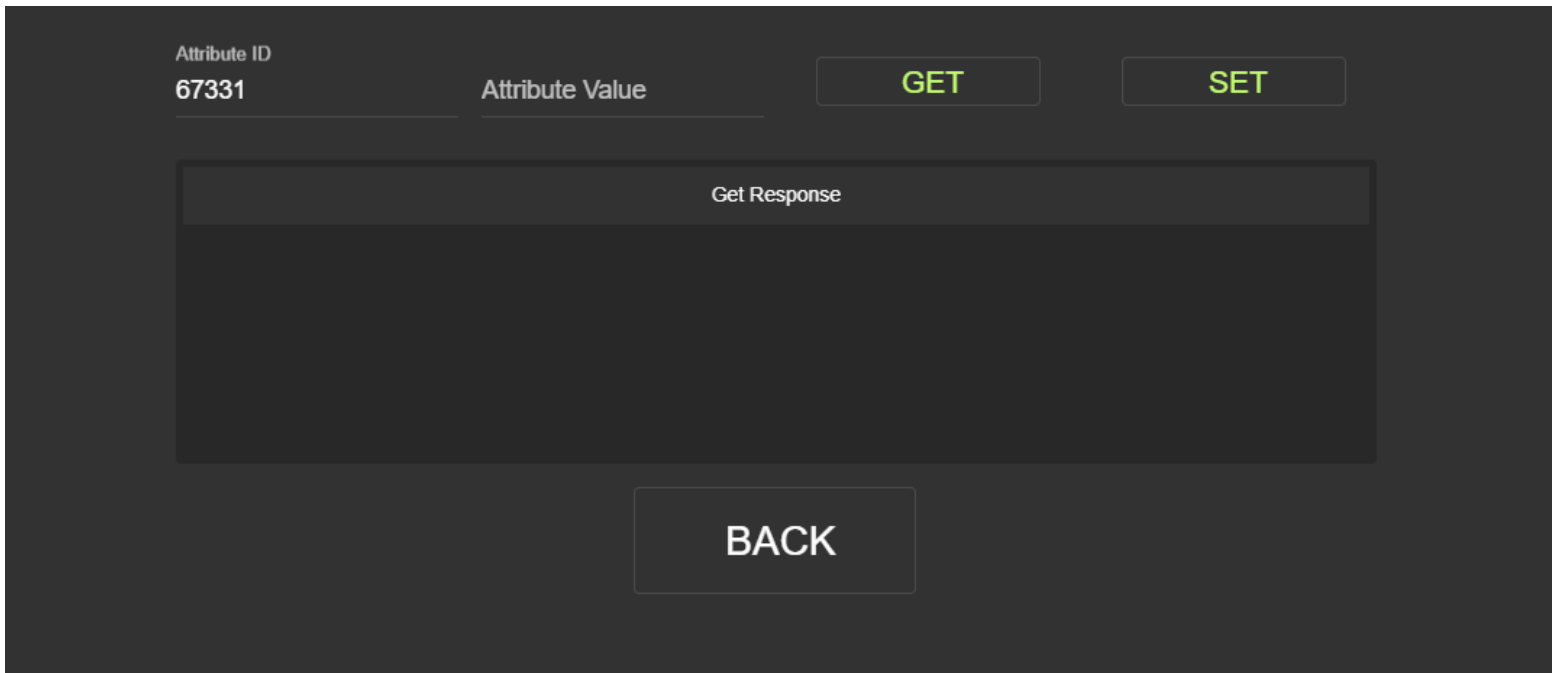 Attribute ID
67331
Attribute Value
GET
SET
Get Response
BACK